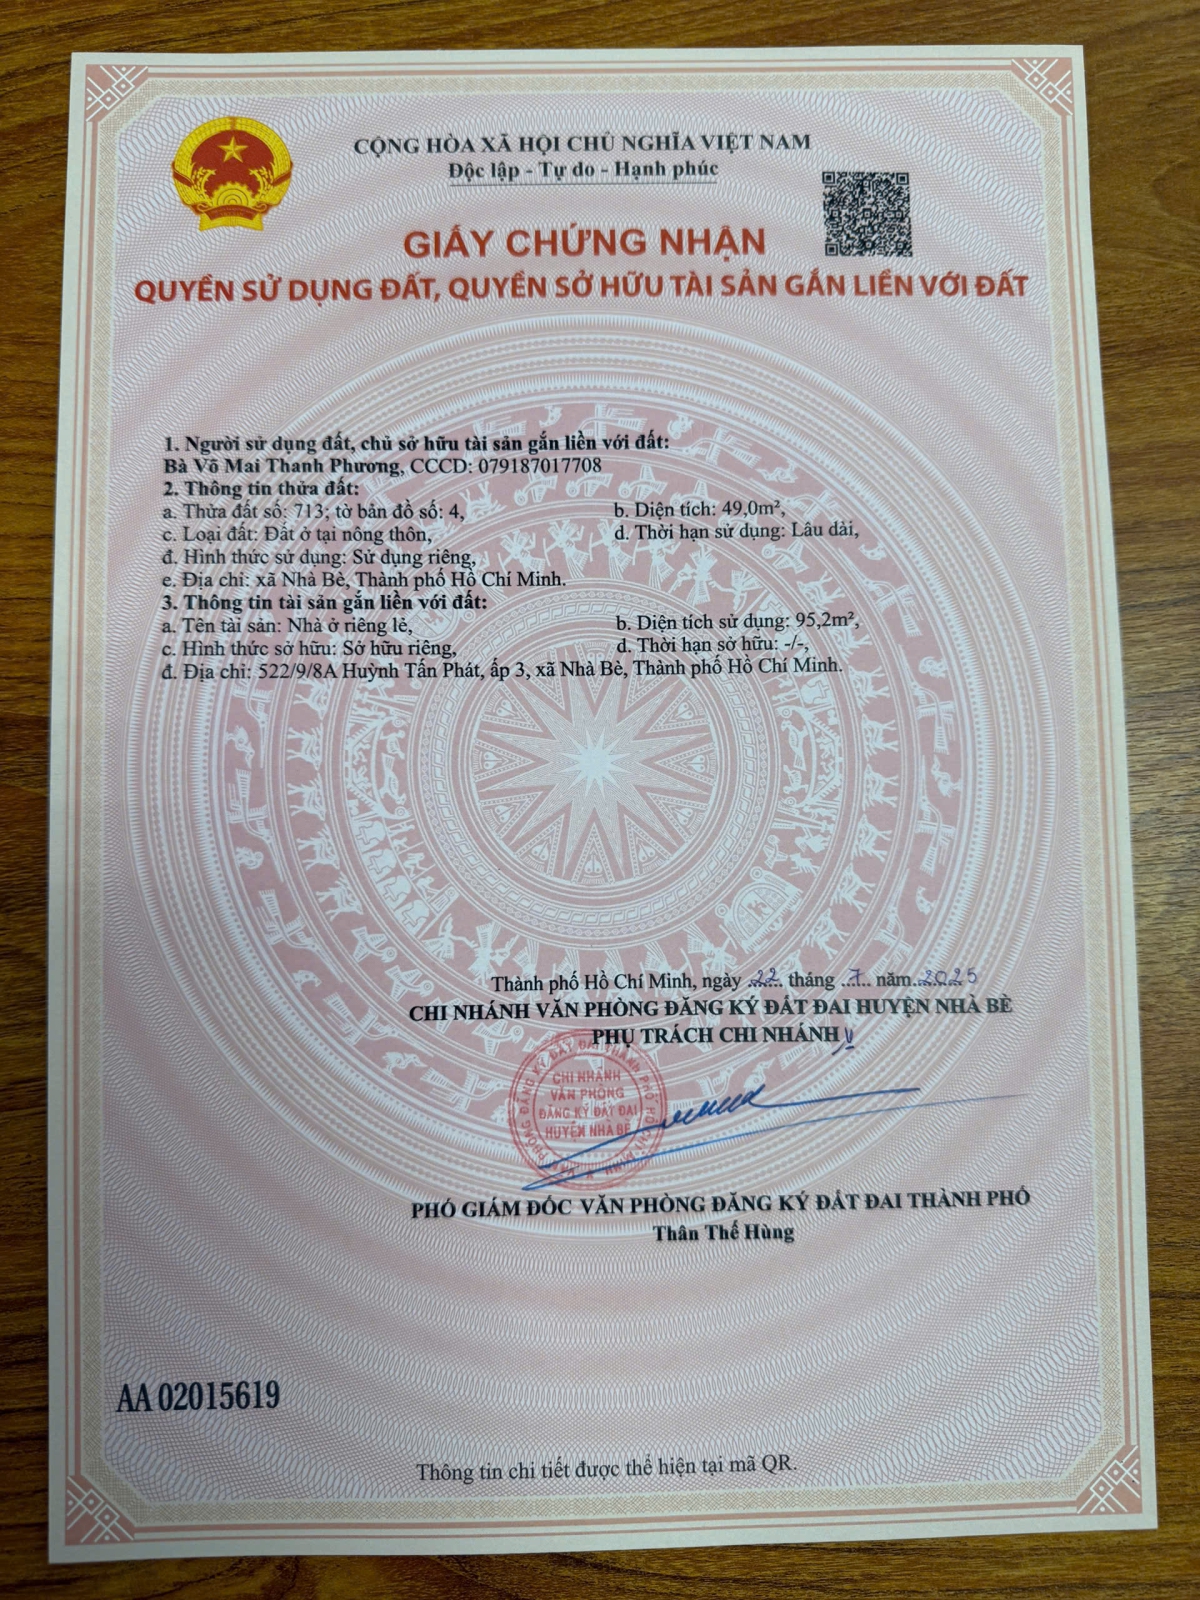 CỘNG HÒA XÃ HỘI CHỦ NGHĨA VIỆT NAM
Độc lập - Tự do - Hạnh phúc
GIẤY CHỨNG NHẬN
QUYỀN SỬ DỤNG ĐẤT, QUYỀN SỞ HỮU TÀI SẢN GẮN LIỀN VỚI ĐẤT
1. Người sử dụng đất, chủ sở hữu tài sản gắn liền với đất:
Bà Võ Mai Thanh Phương, CCCD: 079187017708
2. Thông tin thửa đất:
a. Thửa đất số: 713; tờ bản đồ số: 4, b. Diện tích: 49,0m²,
c. Loại đất: Đất ở tại nông thôn, d. Thời hạn sử dụng: Lâu dài,
đ. Hình thức sử dụng: Sử dụng riêng,
e. Địa chỉ: xã Nhà Bè, Thành phố Hồ Chí Minh.
3. Thông tin tài sản gắn liền với đất:
a. Tên tài sản: Nhà ở riêng lẻ, b. Diện tích sử dụng: 95,2m²,
c. Hình thức sở hữu: Sở hữu riêng, d. Thời hạn sở hữu: -/-,
đ. Địa chỉ: 522/9/8A Huỳnh Tấn Phát, ấp 3, xã Nhà Bè, Thành phố Hồ Chí Minh.
Thành phố Hồ Chí Minh, ngày 22 tháng 7 năm 2025
CHI NHÁNH VĂN PHÒNG ĐĂNG KÝ ĐẤT ĐAI HUYỆN NHÀ BÈ
PHỤ TRÁCH CHI NHÁNH
VĂN PHÒNG ĐĂNG KÝ ĐẤT ĐAI THÀNH PHỐ HỒ CHÍ MINH
CHI NHÁNH
VĂN PHÒNG
ĐĂNG KÝ ĐẤT ĐAI
HUYỆN NHÀ BÈ
PHÓ GIÁM ĐỐC VĂN PHÒNG ĐĂNG KÝ ĐẤT ĐAI THÀNH PHỐ
Thân Thế Hùng
AA 02015619
Thông tin chi tiết được thể hiện tại mã QR.